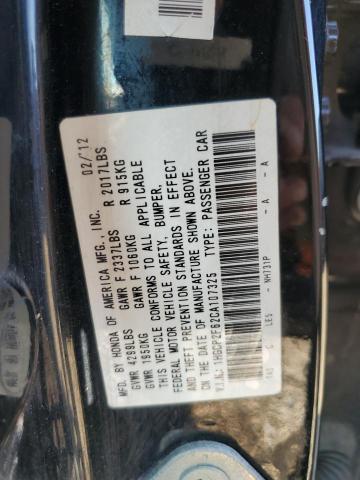 MFD. BY HONDA OF AMERICA MFG., INC. 02/12
GVWR 4299LBS GAWR F 2337LBS R 2017LBS
GVWR 1950KG GAWR F 1060KG R 915KG
THIS VEHICLE CONFORMS TO ALL APPLICABLE
FEDERAL MOTOR VEHICLE SAFETY, BUMPER,
AND THEFT PREVENTION STANDARDS IN EFFECT
ON THE DATE OF MANUFACTURE SHOWN ABOVE.
V.I.N.: 1HGCP2F62CA107325 TYPE: PASSENGER CAR
C LES - NH731P - A - A